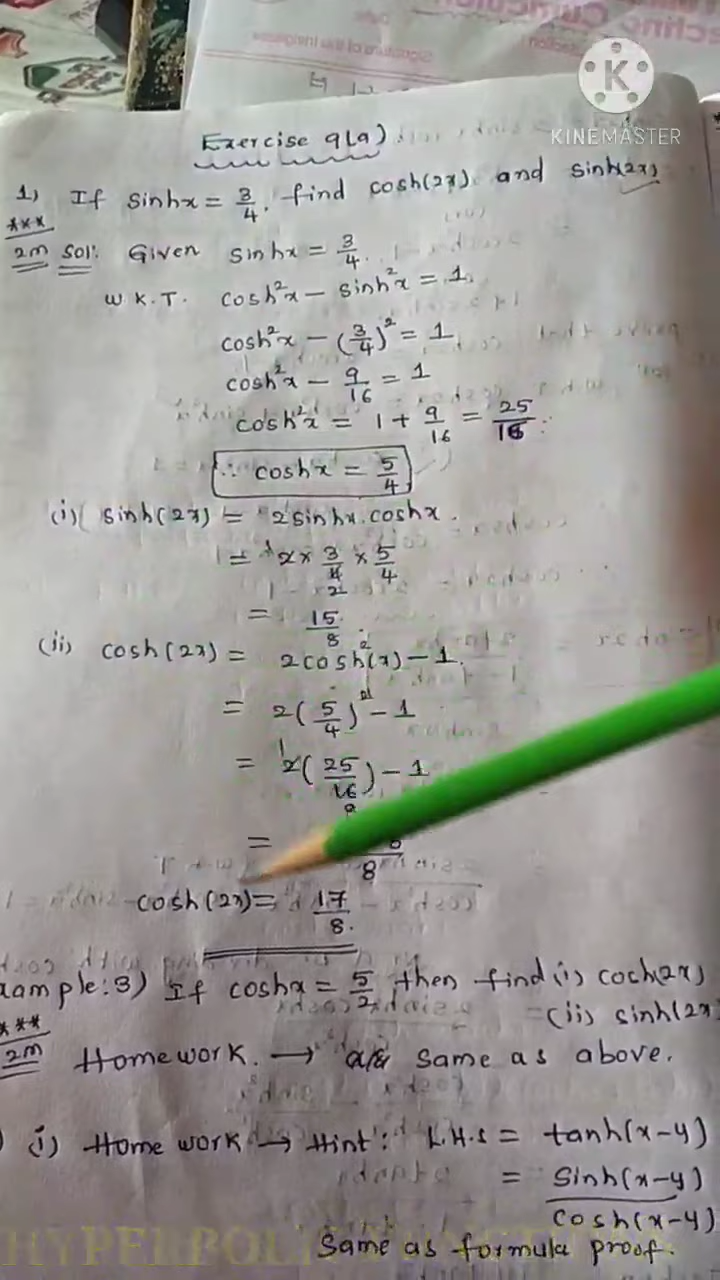 KINEMASTER
Exercise 9(a)
1) If sinhx = 3/4, find cosh(2x) and sinh(2x)
***
2m Sol: Given sinhx = 3/4.
W.K.T. cosh²x - sinh²x = 1.
cosh²x - (3/4)² = 1
cosh²x - 9/16 = 1
cosh²x = 1 + 9/16 = 25/16
∴ coshx = 5/4
(i) sinh(2x) = 2sinhx.coshx.
= 2 × 3/4 × 5/4
= 15/8.
(ii) cosh(2x) = 2cosh²(x) - 1.
= 2(5/4)² - 1
= 2(25/16) - 1
=
8
cosh(2x) = 17/8.
xample:3) If coshx = 5/2 then find (i) cosh(2x)
(ii) sinh(2x
***
2m Homework. → same as above.
) i) Home work → Hint: L.H.S = tanh(x-y)
= sinh(x-y)/cosh(x-y)
Same as formula proof.